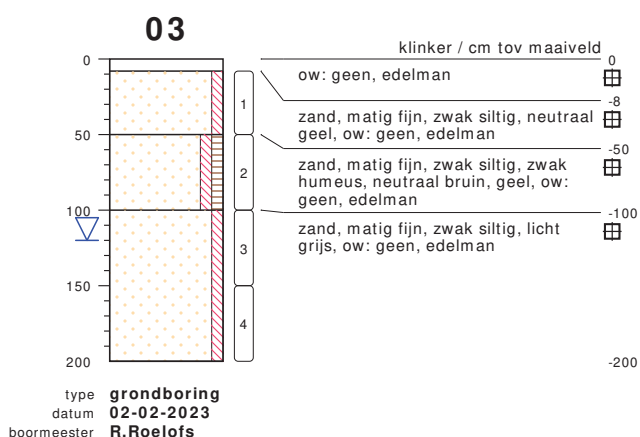 03
klinker / cm tov maaiveld
0
0
ow: geen, edelman
-8
1
zand, matig fijn, zwak siltig, neutraal
geel, ow: geen, edelman
50
-50
2
zand, matig fijn, zwak siltig, zwak
humeus, neutraal bruin, geel, ow:
geen, edelman
100
-100
3
zand, matig fijn, zwak siltig, licht
grijs, ow: geen, edelman
150
4
200
-200
type grondboring
datum 02-02-2023
boormeester R.Roelofs